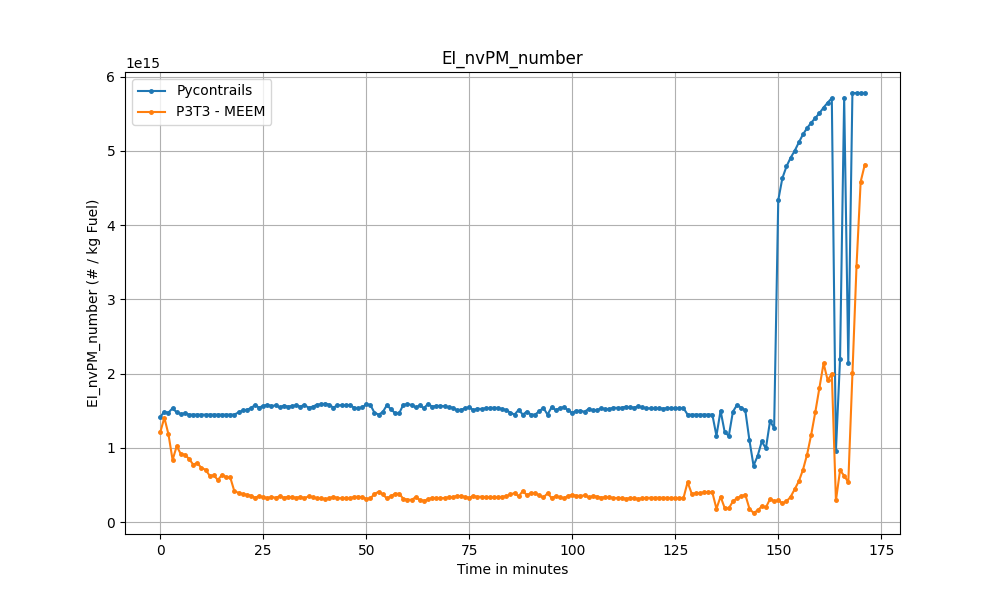 EI_nvPM_number
1e15
Pycontrails
P3T3 - MEEM
EI_nvPM_number (# / kg Fuel)
6
5
4
3
2
1
0
0 25 50 75 100 125 150 175
Time in minutes